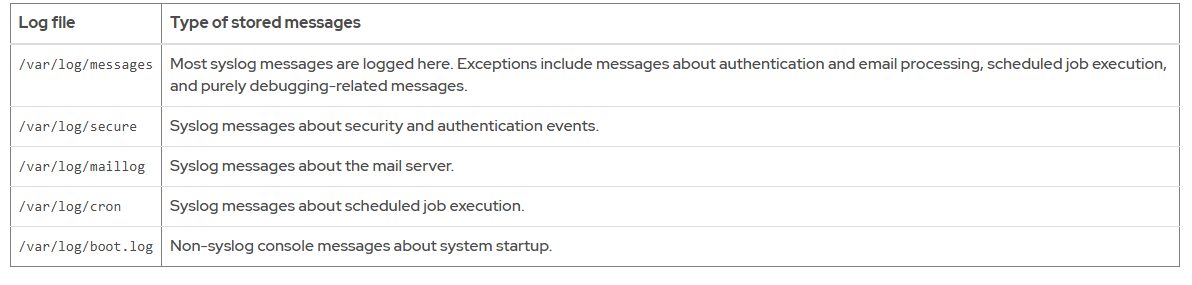 Log file Type of stored messages
/var/log/messages Most syslog messages are logged here. Exceptions include messages about authentication and email processing, scheduled job execution,
and purely debugging-related messages.
/var/log/secure Syslog messages about security and authentication events.
/var/log/maillog Syslog messages about the mail server.
/var/log/cron Syslog messages about scheduled job execution.
/var/log/boot.log Non-syslog console messages about system startup.